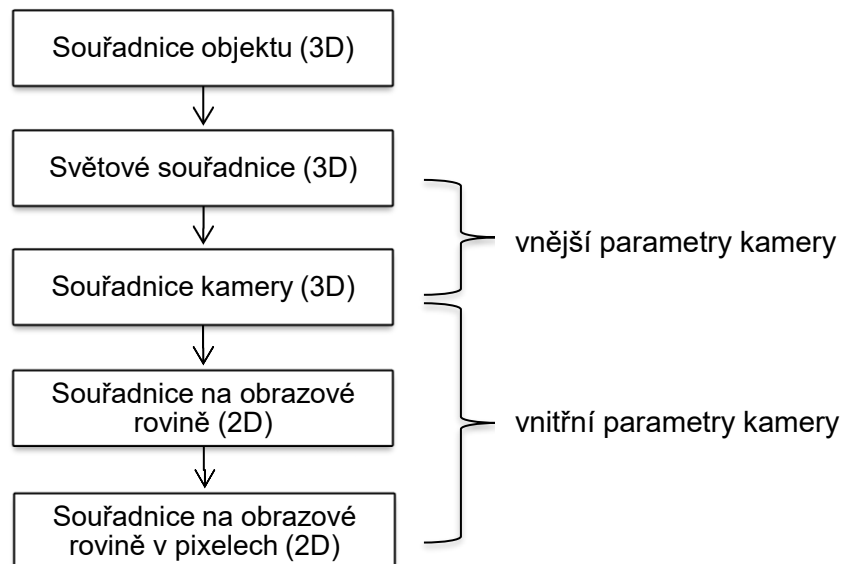 Souřadnice objektu (3D)
Světové souřadnice (3D)
vnější parametry kamery
Souřadnice kamery (3D)
Souřadnice na obrazové
rovině (2D)
vnitřní parametry kamery
Souřadnice na obrazové
rovině v pixelech (2D)